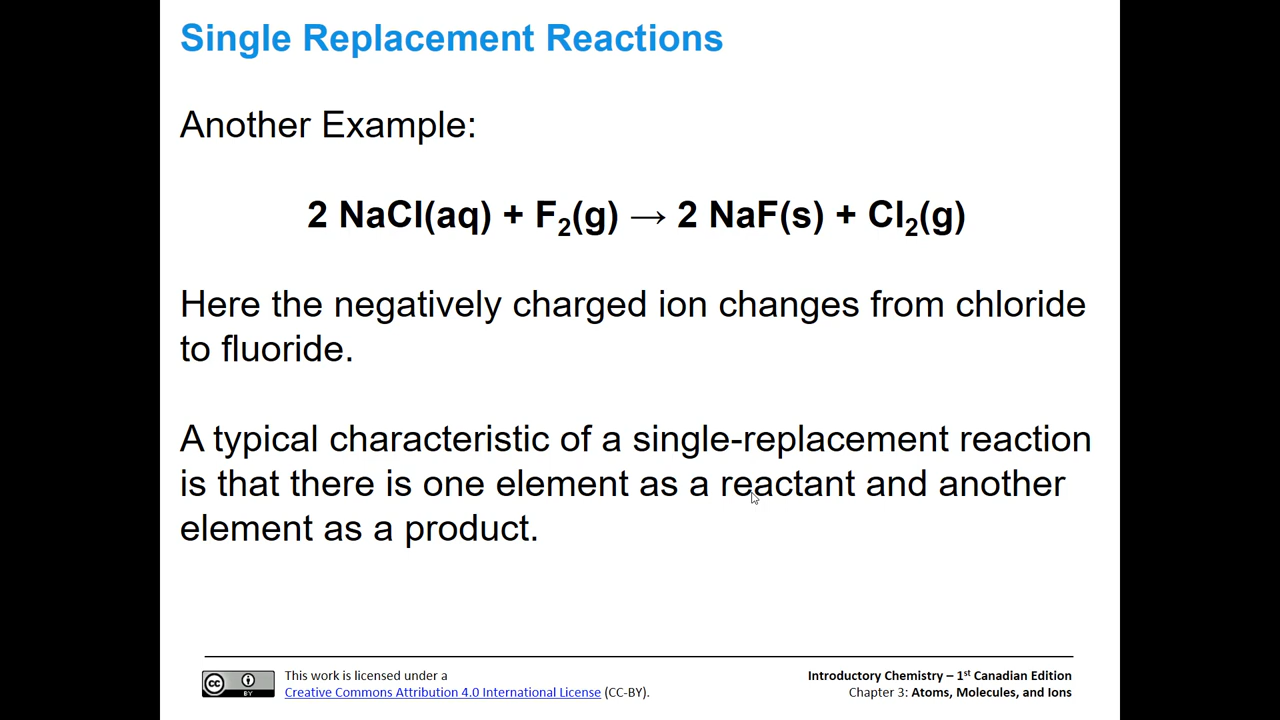 Single Replacement Reactions
Another Example:
2 NaCl(aq) + F₂(g) → 2 NaF(s) + Cl₂(g)
Here the negatively charged ion changes from chloride
to fluoride.
A typical characteristic of a single-replacement reaction
is that there is one element as a reactant and another
element as a product.
cc BY
This work is licensed under a
Creative Commons Attribution 4.0 International License (CC-BY).
Introductory Chemistry – 1st Canadian Edition
Chapter 3: Atoms, Molecules, and Ions